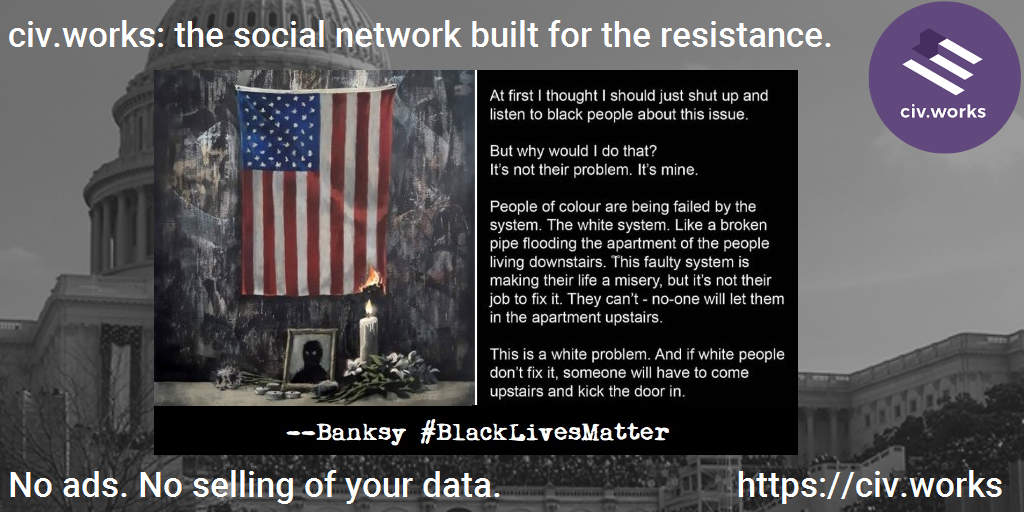 civ.works: the social network built for the resistance.
civ.works
At first I thought I should just shut up and
listen to black people about this issue.
But why would I do that?
It's not their problem. It's mine.
People of colour are being failed by the
system. The white system. Like a broken
pipe flooding the apartment of the people
living downstairs. This faulty system is
making their life a misery, but it's not their
job to fix it. They can't - no-one will let them
in the apartment upstairs.
This is a white problem. And if white people
don't fix it, someone will have to come
upstairs and kick the door in.
--Banksy #BlackLivesMatter
No ads. No selling of your data.
https://civ.works